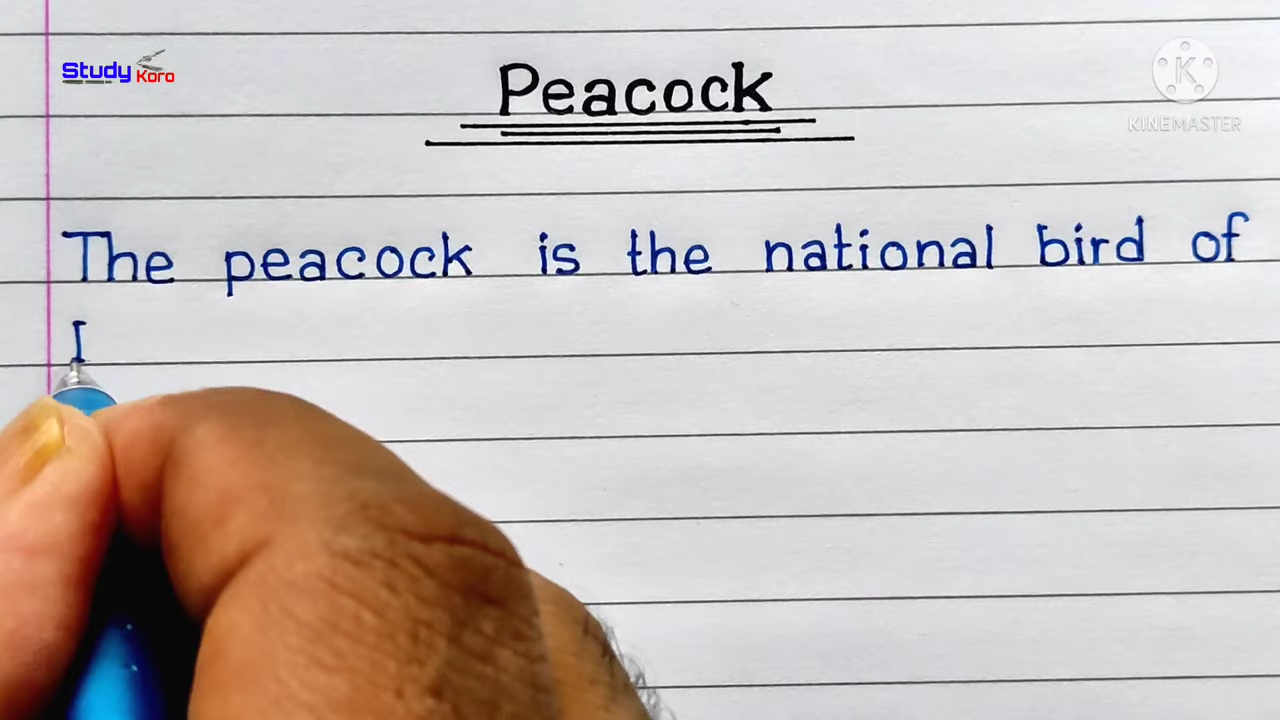 Study Koro
Peacock
KINEMASTER
The peacock is the national bird of
I